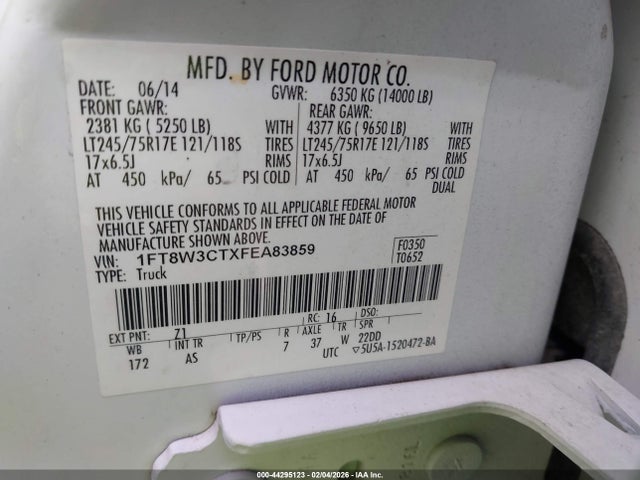 MFD. BY FORD MOTOR CO.
DATE: 06/14 GVWR: 6350 KG (14000 LB)
FRONT GAWR: REAR GAWR:
2381 KG ( 5250 LB) WITH 4377 KG ( 9650 LB) WITH
LT245/75R17E 121/118S TIRES LT245/75R17E 121/118S TIRES
17x6.5J RIMS 17x6.5J RIMS
AT 450 kPa/ 65 PSI COLD AT 450 kPa/ 65 PSI COLD
DUAL
THIS VEHICLE CONFORMS TO ALL APPLICABLE FEDERAL MOTOR
VEHICLE SAFETY STANDARDS IN EFFECT ON THE DATE OF
MANUFACTURE SHOWN ABOVE.
VIN: 1FT8W3CTXFEA83859 F0350
TYPE: Truck T0652
EXT PNT: Z1 RC: 16 DSO:
WB INT TR TP/PS R AXLE TR SPR
172 AS 7 37 W 22DD
UTC ▽5U5A-1520472-BA
000-44295123 - 02/04/2026 - IAA Inc.